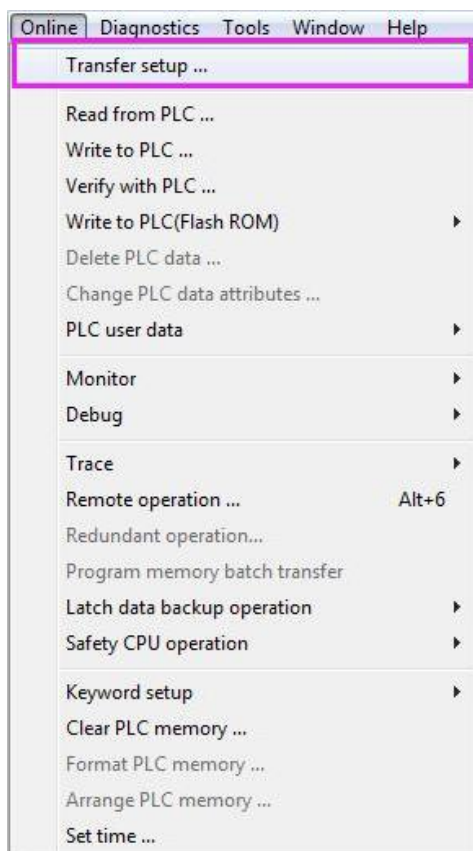 Online Diagnostics Tools Window Help
Transfer setup ...
Read from PLC ...
Write to PLC ...
Verify with PLC ...
Write to PLC(Flash ROM)
Delete PLC data ...
Change PLC data attributes ...
PLC user data
Monitor
Debug
Trace
Remote operation ... Alt+6
Redundant operation...
Program memory batch transfer
Latch data backup operation
Safety CPU operation
Keyword setup
Clear PLC memory ...
Format PLC memory ...
Arrange PLC memory ...
Set time ...